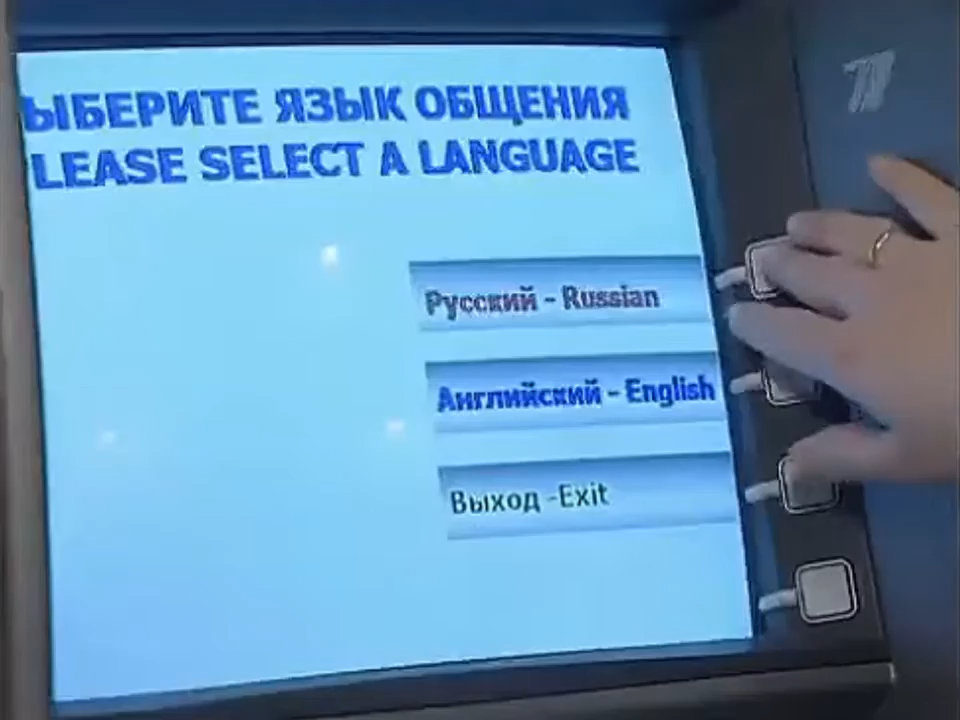 ЫБЕРИТЕ ЯЗЫК ОБЩЕНИЯ
LEASE SELECT A LANGUAGE
Русский - Russian
Английский - English
Выход -Exit